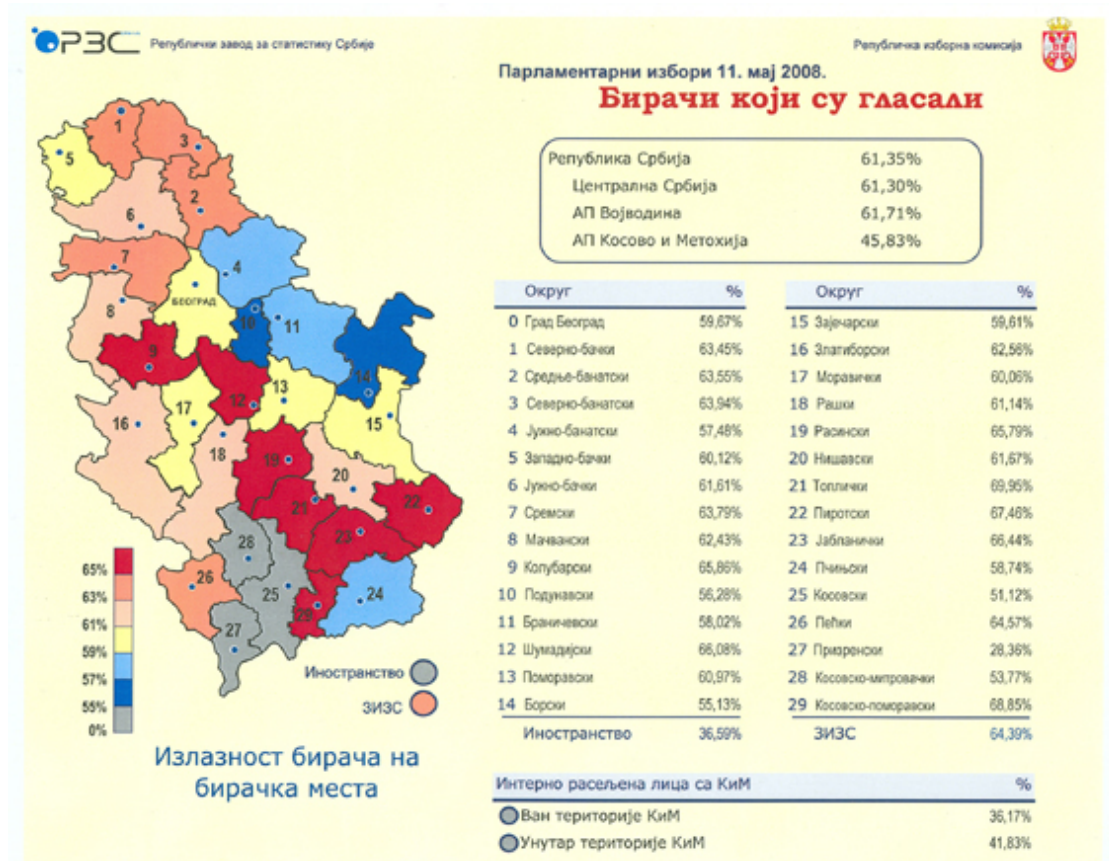 РЗС Републички завод за статистику Србије
Републичка изборна комисија
Парламентарни избори 11. мај 2008.
Бирачи који су гласали
Република Србија 61,35%
Централна Србија 61,30%
АП Војводина 61,71%
АП Косово и Метохија 45,83%
Округ %
0 Град Београд 59,67%
1 Северно-бачки 63,45%
2 Средње-банатски 63,55%
3 Северно-банатски 63,94%
4 Јужно-банатски 57,48%
5 Западно-бачки 60,12%
6 Јужно-бачки 61,61%
7 Сремски 63,79%
8 Мачвански 62,43%
9 Колубарски 65,86%
10 Подунавски 56,28%
11 Браничевски 58,02%
12 Шумадијски 66,08%
13 Поморавски 60,97%
14 Борски 55,13%
Иностранство 36,59%
Округ %
15 Зајечарски 59,61%
16 Златиборски 62,56%
17 Моравички 60,06%
18 Рашки 61,14%
19 Расински 65,79%
20 Нишавски 61,67%
21 Топлички 69,95%
22 Пиротски 67,46%
23 Јабланички 66,44%
24 Пчињски 58,74%
25 Косовски 51,12%
26 Пећки 64,57%
27 Призренски 28,36%
28 Косовско-митровачки 53,77%
29 Косовско-поморавски 68,85%
ЗИЗС 64,39%
Интерно расељена лица са КиМ %
Ван територије КиМ 36,17%
Унутар територије КиМ 41,83%
1
3
5
2
6
7
4
8
БЕОГРАД
10
11
9
14
12
13
17
16
15
18
19
20
21
22
23
28
26
25
24
29
27
65%
63%
61%
59%
57%
55%
0%
Иностранство
ЗИЗС
Излазност бирача на
бирачка места